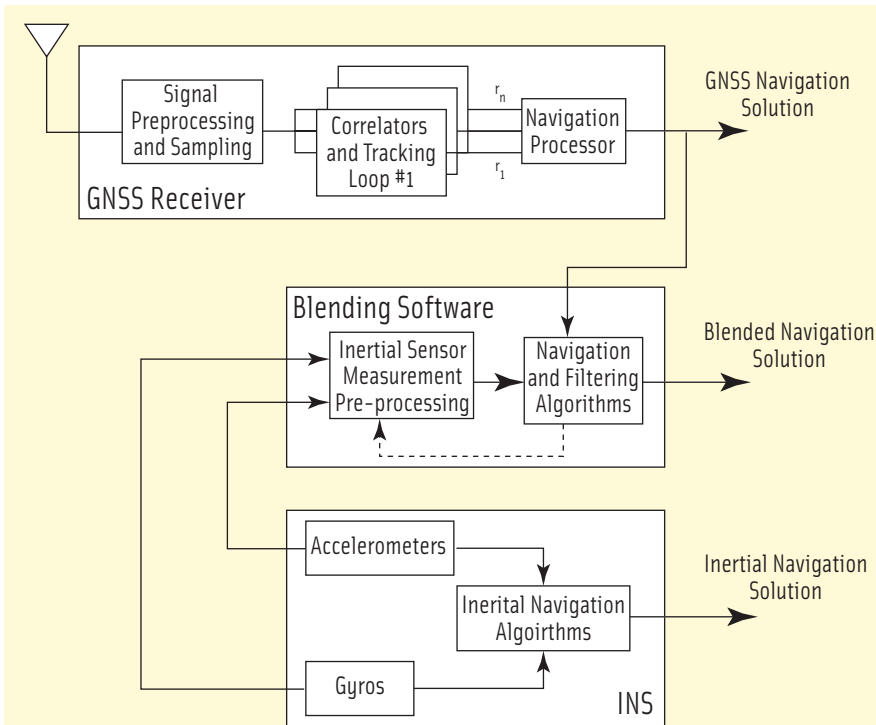 GNSS Navigation
Solution
Signal
Preprocessing
and Sampling
Correlators
and Tracking
Loop #1
rn
r1
Navigation
Processor
GNSS Receiver
Blending Software
Inertial Sensor
Measurement
Pre-processing
Navigation
and Filtering
Algorithms
Blended Navigation
Solution
Accelerometers
Inerital Navigation
Algoirthms
Inertial Navigation
Solution
Gyros
INS